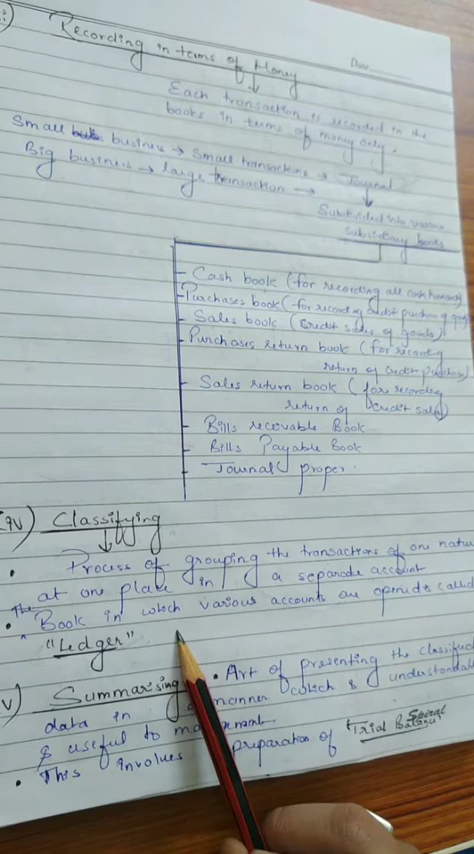 Recording in terms of Money
Date
Each transaction is recorded in the
books in terms of money only.
Small business → Small transactions → Journal
Big business → large transaction →
Subdivided into various
subsidiary books
Cash book (for recording all cash transacts)
Purchases book (for recording credit purchase of goods)
Sales book (Credit sales of goods)
Purchases return book (for recording
return of credit purchases)
Sales return book (for recording
return of credit sales)
Bills receivable Book
Bills Payable Book
Journal proper
Classifying
• Process of grouping the transactions of one natur
at one place in a separate account
• The Book in which various accounts are opened is called
"Ledger"
V) Summarising • Art of presenting the classified
data in a manner which is understandab
& useful to management
• This involves preparation of Trial Balance
Spiral